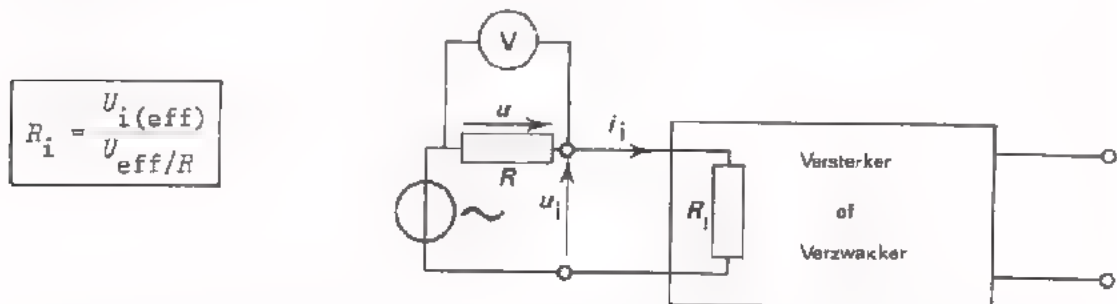 R_i = U_i(eff) / U_eff/R
V
u
R
i_i
u_i
R_i
Versterker
of
Verzwakker